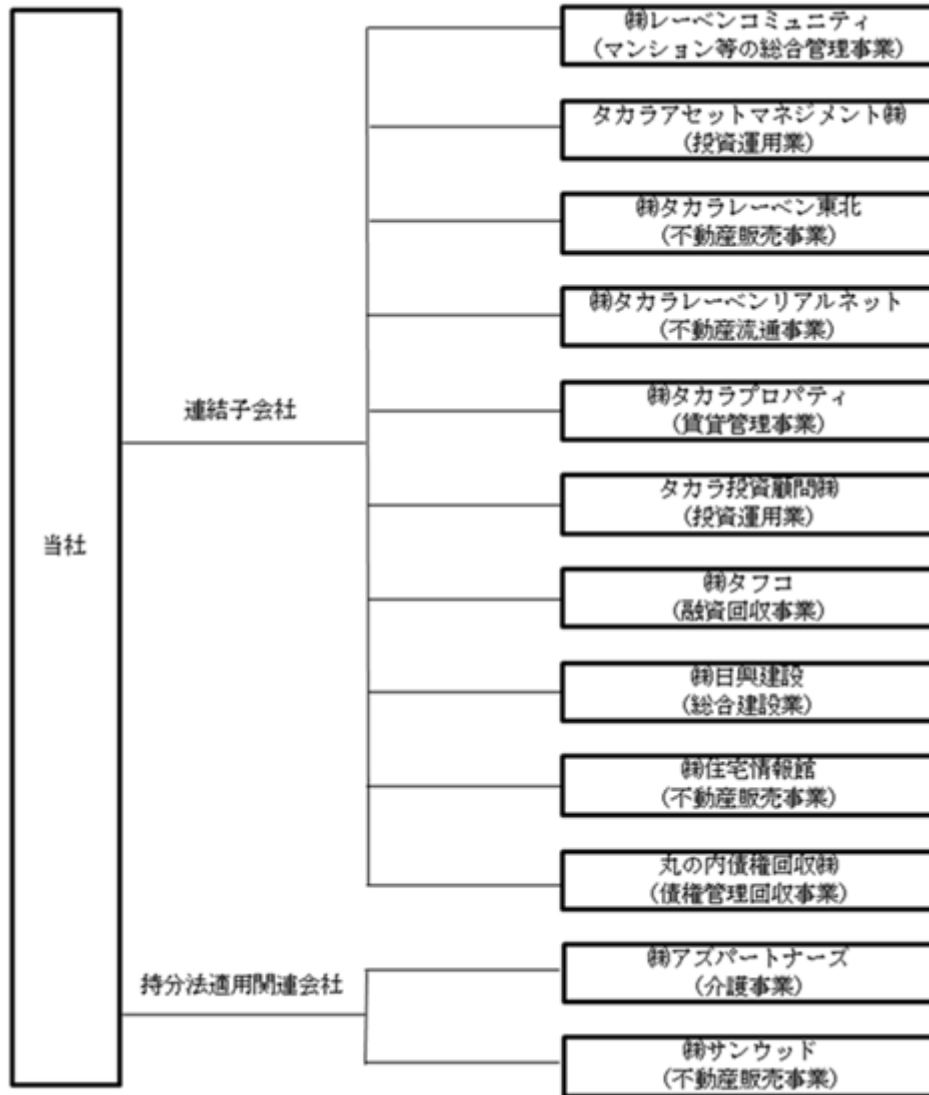 当社
連結子会社
㈱レーベンコミュニティ
(マンション等の総合管理事業)
タカラアセットマネジメント㈱
(投資運用業)
㈱タカラレーベン東北
(不動産販売事業)
㈱タカラレーベンリアルネット
(不動産流通事業)
㈱タカラプロパティ
(賃貸管理事業)
タカラ投資顧問㈱
(投資運用業)
㈱タフコ
(融資回収事業)
㈱日興建設
(総合建設業)
㈱住宅情報館
(不動産販売事業)
丸の内債権回収㈱
(債権管理回収事業)
持分法適用関連会社
㈱アズパートナーズ
(介護事業)
㈱サンウッド
(不動産販売事業)